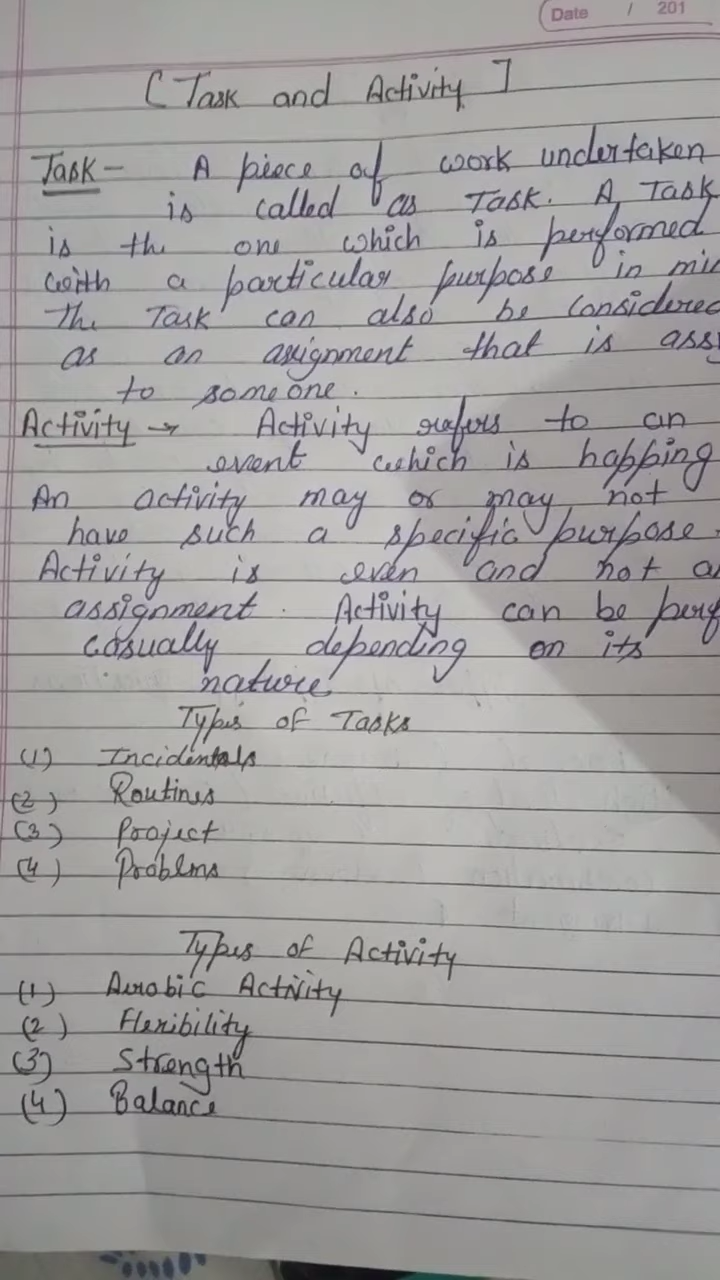 Date / 201
[Task and Activity]
Task - A piece of work undertaken
is called as Task. A Task
is the one which is performed
with a particular purpose in
The Task can also be Considered
as an assignment that is
to someone.
Activity → Activity refers to an
event which is happing
An activity may or may not
have such a specific purpose.
Activity is even and not
assignment. Activity can be
casually depending on its
nature
Types of Tasks
(1) Incidentals
(2) Routines
(3) Project
(4) Problms
Types of Activity
(1) Aerobic Activity
(2) Flexibility
(3) Strength
(4) Balance